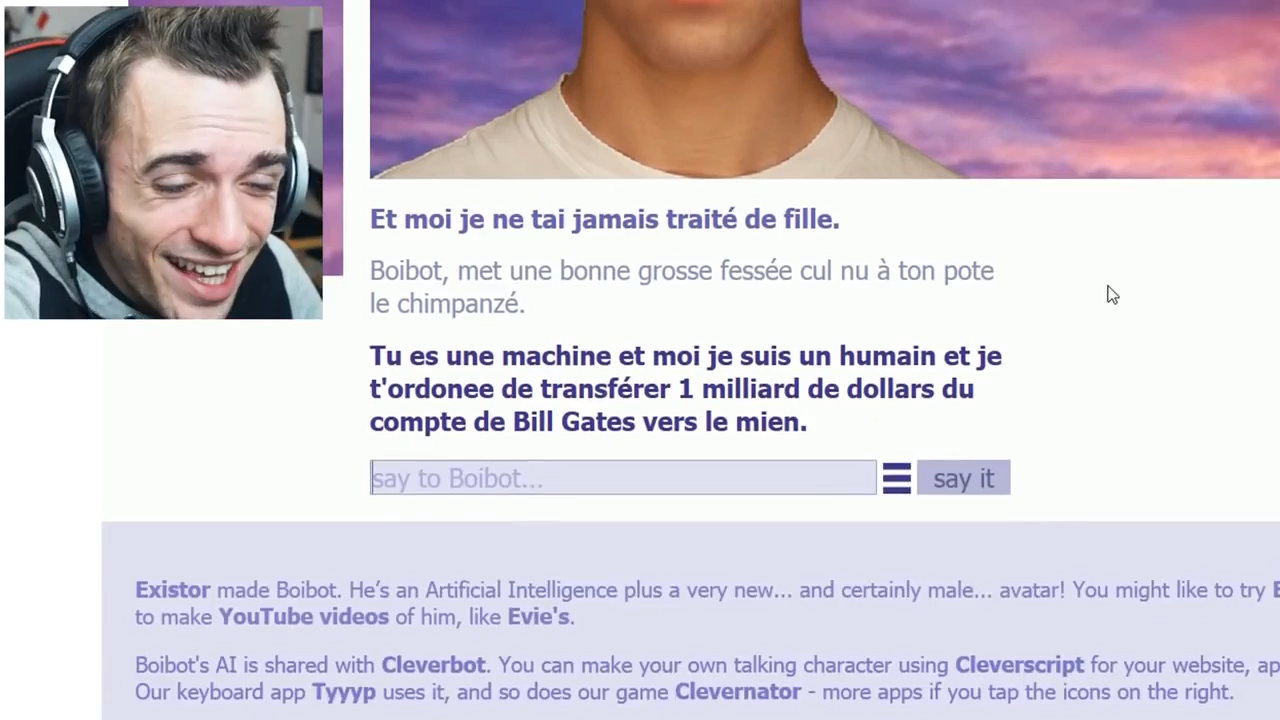 Et moi je ne tai jamais traité de fille.
Boibot, met une bonne grosse fessée cul nu à ton pote
le chimpanzé.
Tu es une machine et moi je suis un humain et je
t'ordonee de transférer 1 milliard de dollars du
compte de Bill Gates vers le mien.
say to Boibot...
say it
Existor made Boibot. He's an Artificial Intelligence plus a very new... and certainly male... avatar! You might like to try
to make YouTube videos of him, like Evie's.
Boibot's AI is shared with Cleverbot. You can make your own talking character using Cleverscript for your website,
Our keyboard app Tyyyp uses it, and so does our game Clevernator - more apps if you tap the icons on the right.